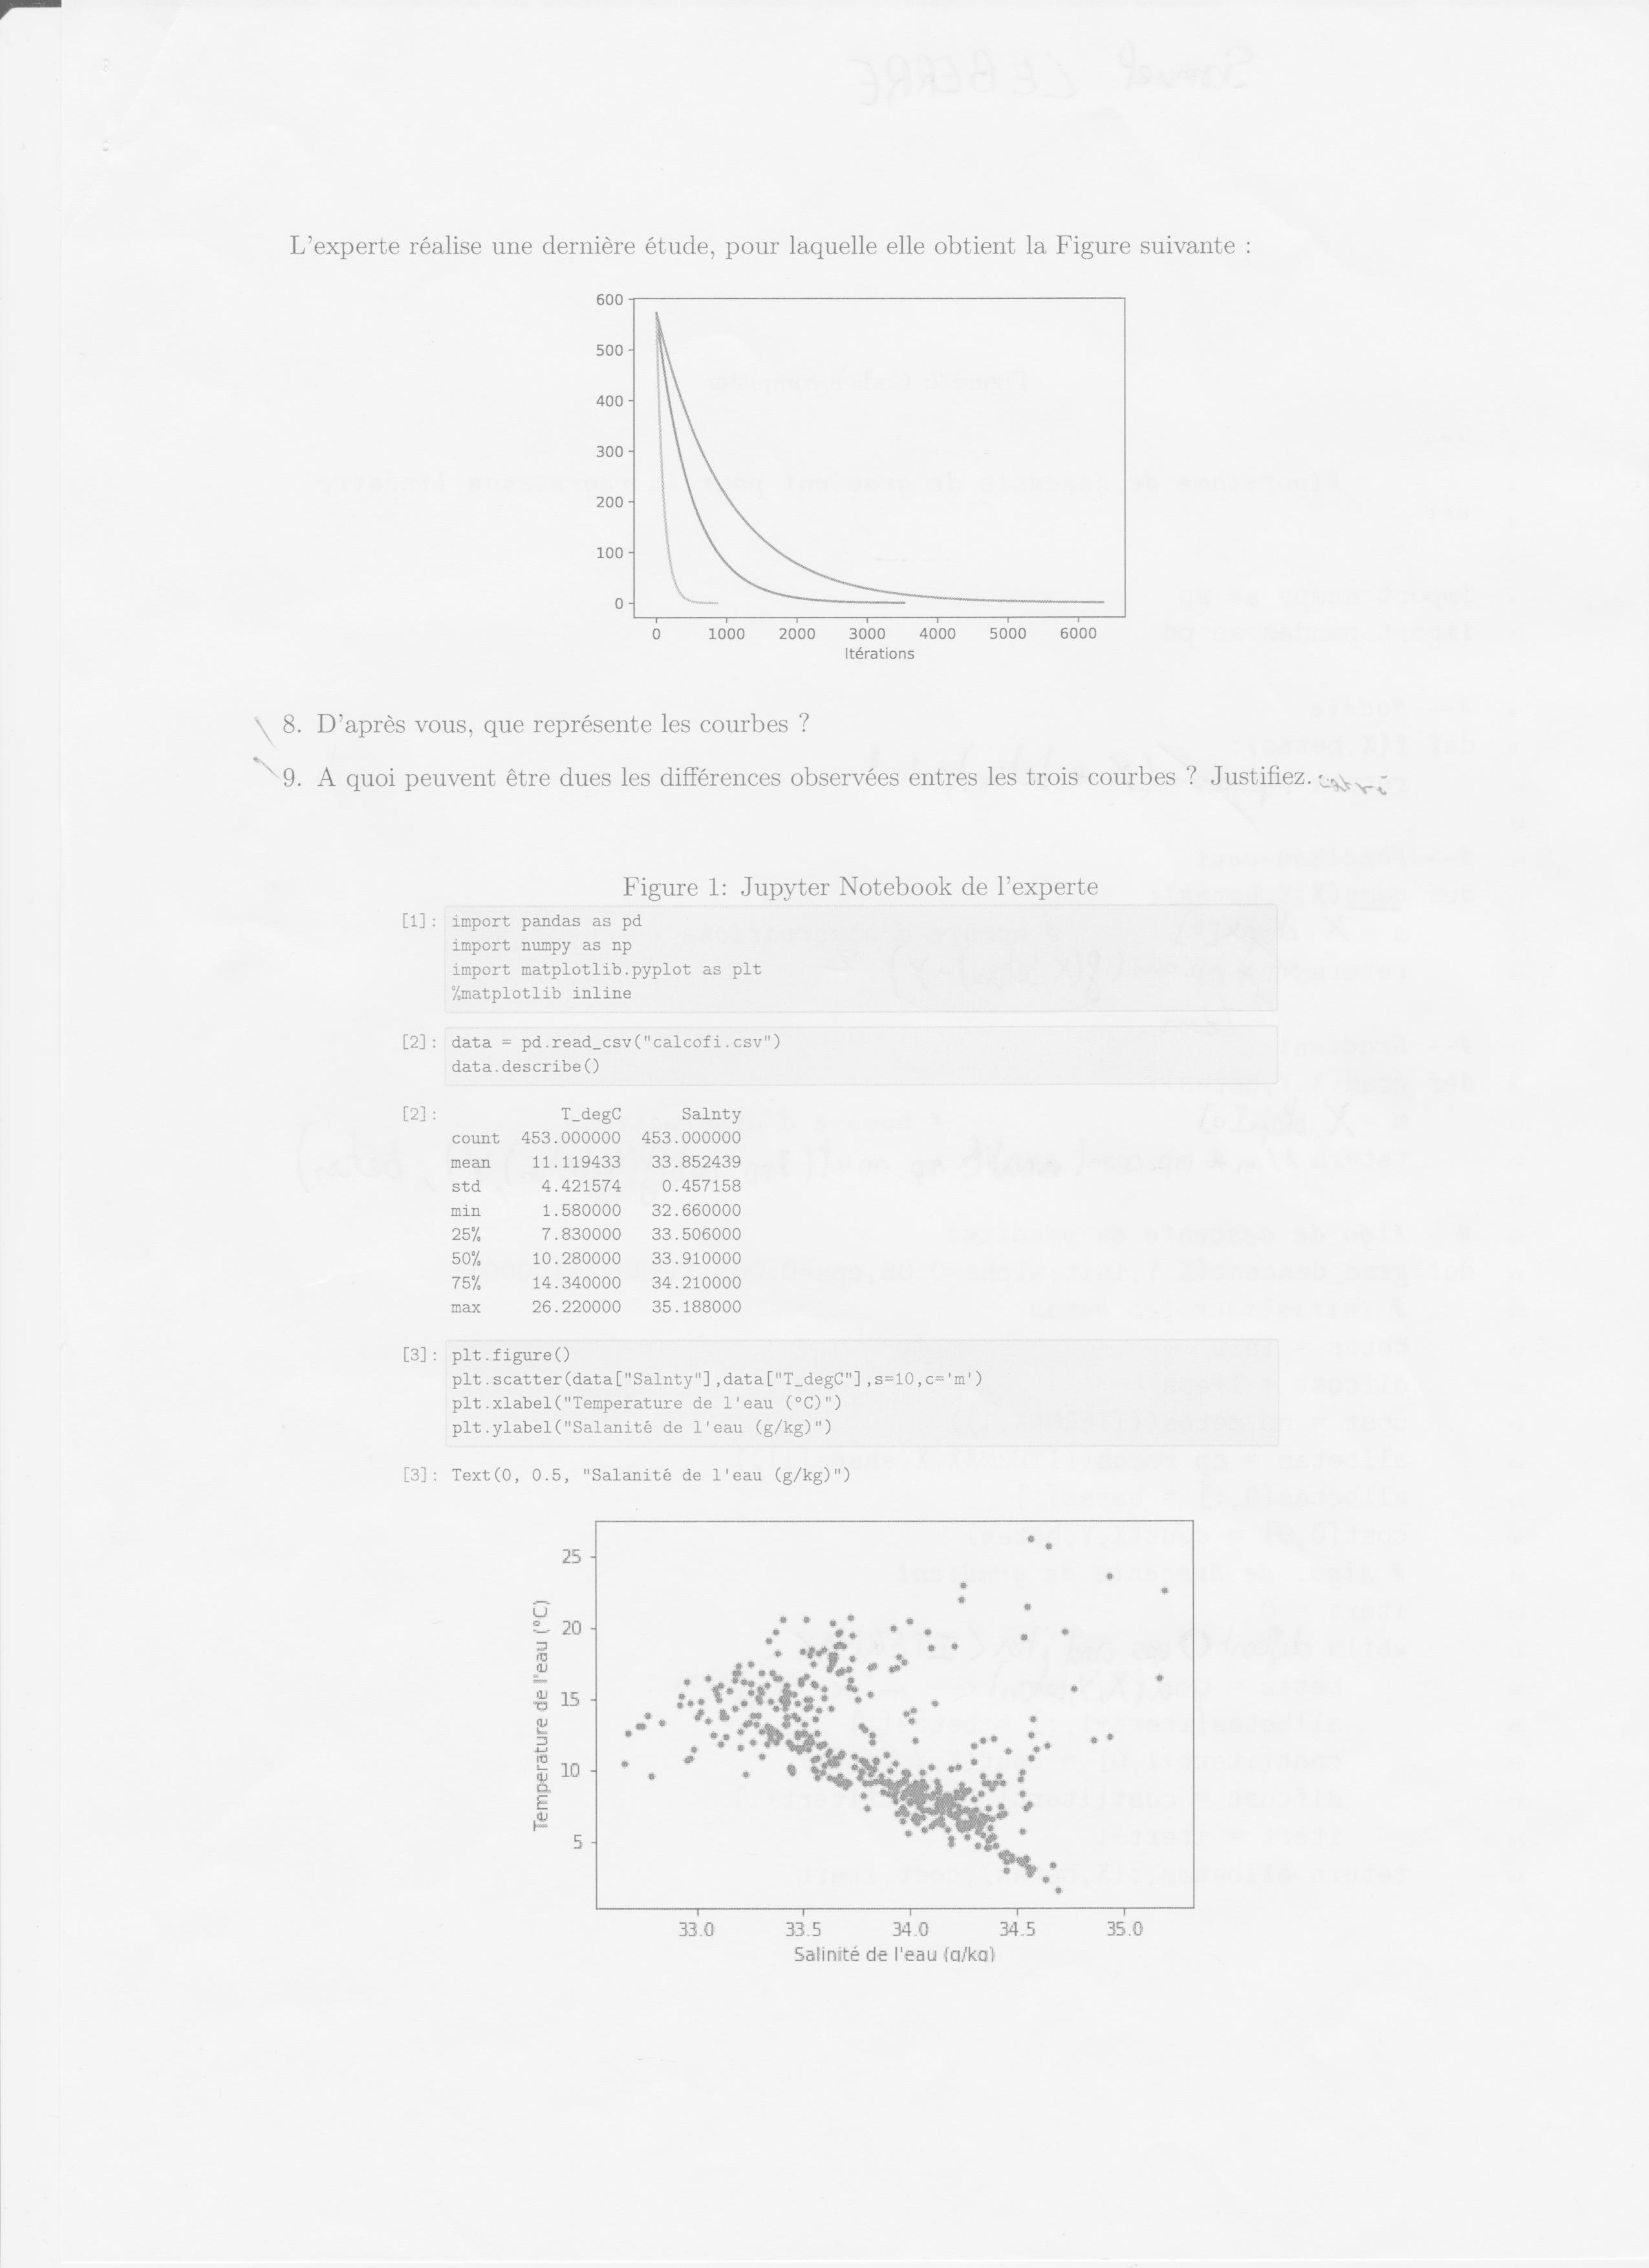 L'experte réalise une dernière étude, pour laquelle elle obtient la Figure suivante :
600
500
400
300
200
100
0
0 1000 2000 3000 4000 5000 6000
Itérations
8. D'après vous, que représente les courbes ?
9. A quoi peuvent être dues les différences observées entres les trois courbes ? Justifiez.
Figure 1: Jupyter Notebook de l'experte
[1]: import pandas as pd
import numpy as np
import matplotlib.pyplot as plt
%matplotlib inline
[2]: data = pd.read_csv("calcofi.csv")
data.describe()
[2]: T_degC Salnty
count 453.000000 453.000000
mean 11.119433 33.852439
std 4.421574 0.457158
min 1.580000 32.660000
25% 7.830000 33.506000
50% 10.280000 33.910000
75% 14.340000 34.210000
max 26.220000 35.188000
[3]: plt.figure()
plt.scatter(data["Salnty"],data["T_degC"],s=10,c='m')
plt.xlabel("Temperature de l'eau (°C)")
plt.ylabel("Salanité de l'eau (g/kg)")
[3]: Text(0, 0.5, "Salanité de l'eau (g/kg)")
Temperature de l'eau (°C)
25
20
15
10
5
33.0 33.5 34.0 34.5 35.0
Salinité de l'eau (g/kg)